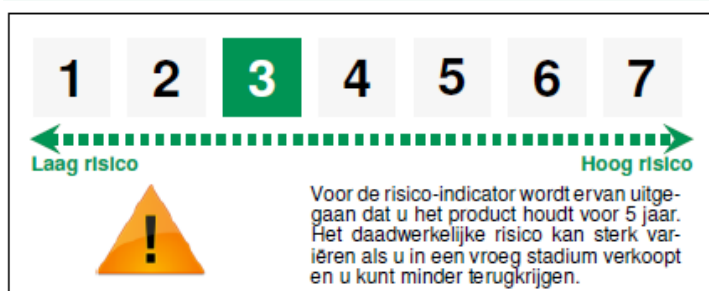 1 2 3 4 5 6 7
Laag risico Hoog risico
!
Voor de risico-indicator wordt ervan uitge-
gaan dat u het product houdt voor 5 jaar.
Het daadwerkelijke risico kan sterk var-
iëren als u in een vroeg stadium verkoopt
en u kunt minder terugkrijgen.